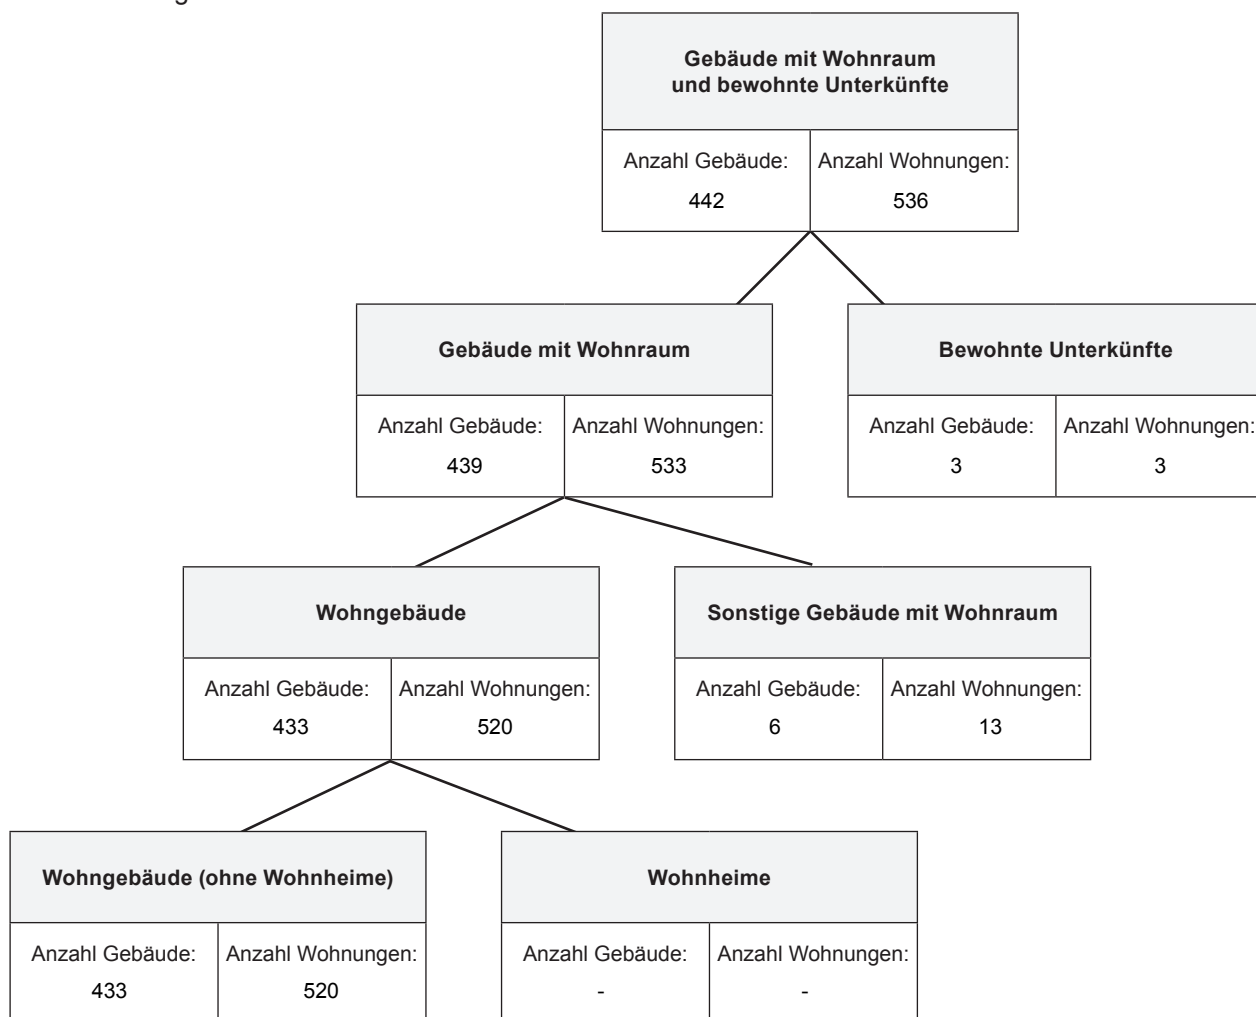 Gebäude mit Wohnraum
und bewohnte Unterkünfte
Anzahl Gebäude: Anzahl Wohnungen:
442 536
Gebäude mit Wohnraum
Anzahl Gebäude: Anzahl Wohnungen:
439 533
Bewohnte Unterkünfte
Anzahl Gebäude: Anzahl Wohnungen:
3 3
Wohngebäude
Anzahl Gebäude: Anzahl Wohnungen:
433 520
Sonstige Gebäude mit Wohnraum
Anzahl Gebäude: Anzahl Wohnungen:
6 13
Wohngebäude (ohne Wohnheime)
Anzahl Gebäude: Anzahl Wohnungen:
433 520
Wohnheime
Anzahl Gebäude: Anzahl Wohnungen:
- -